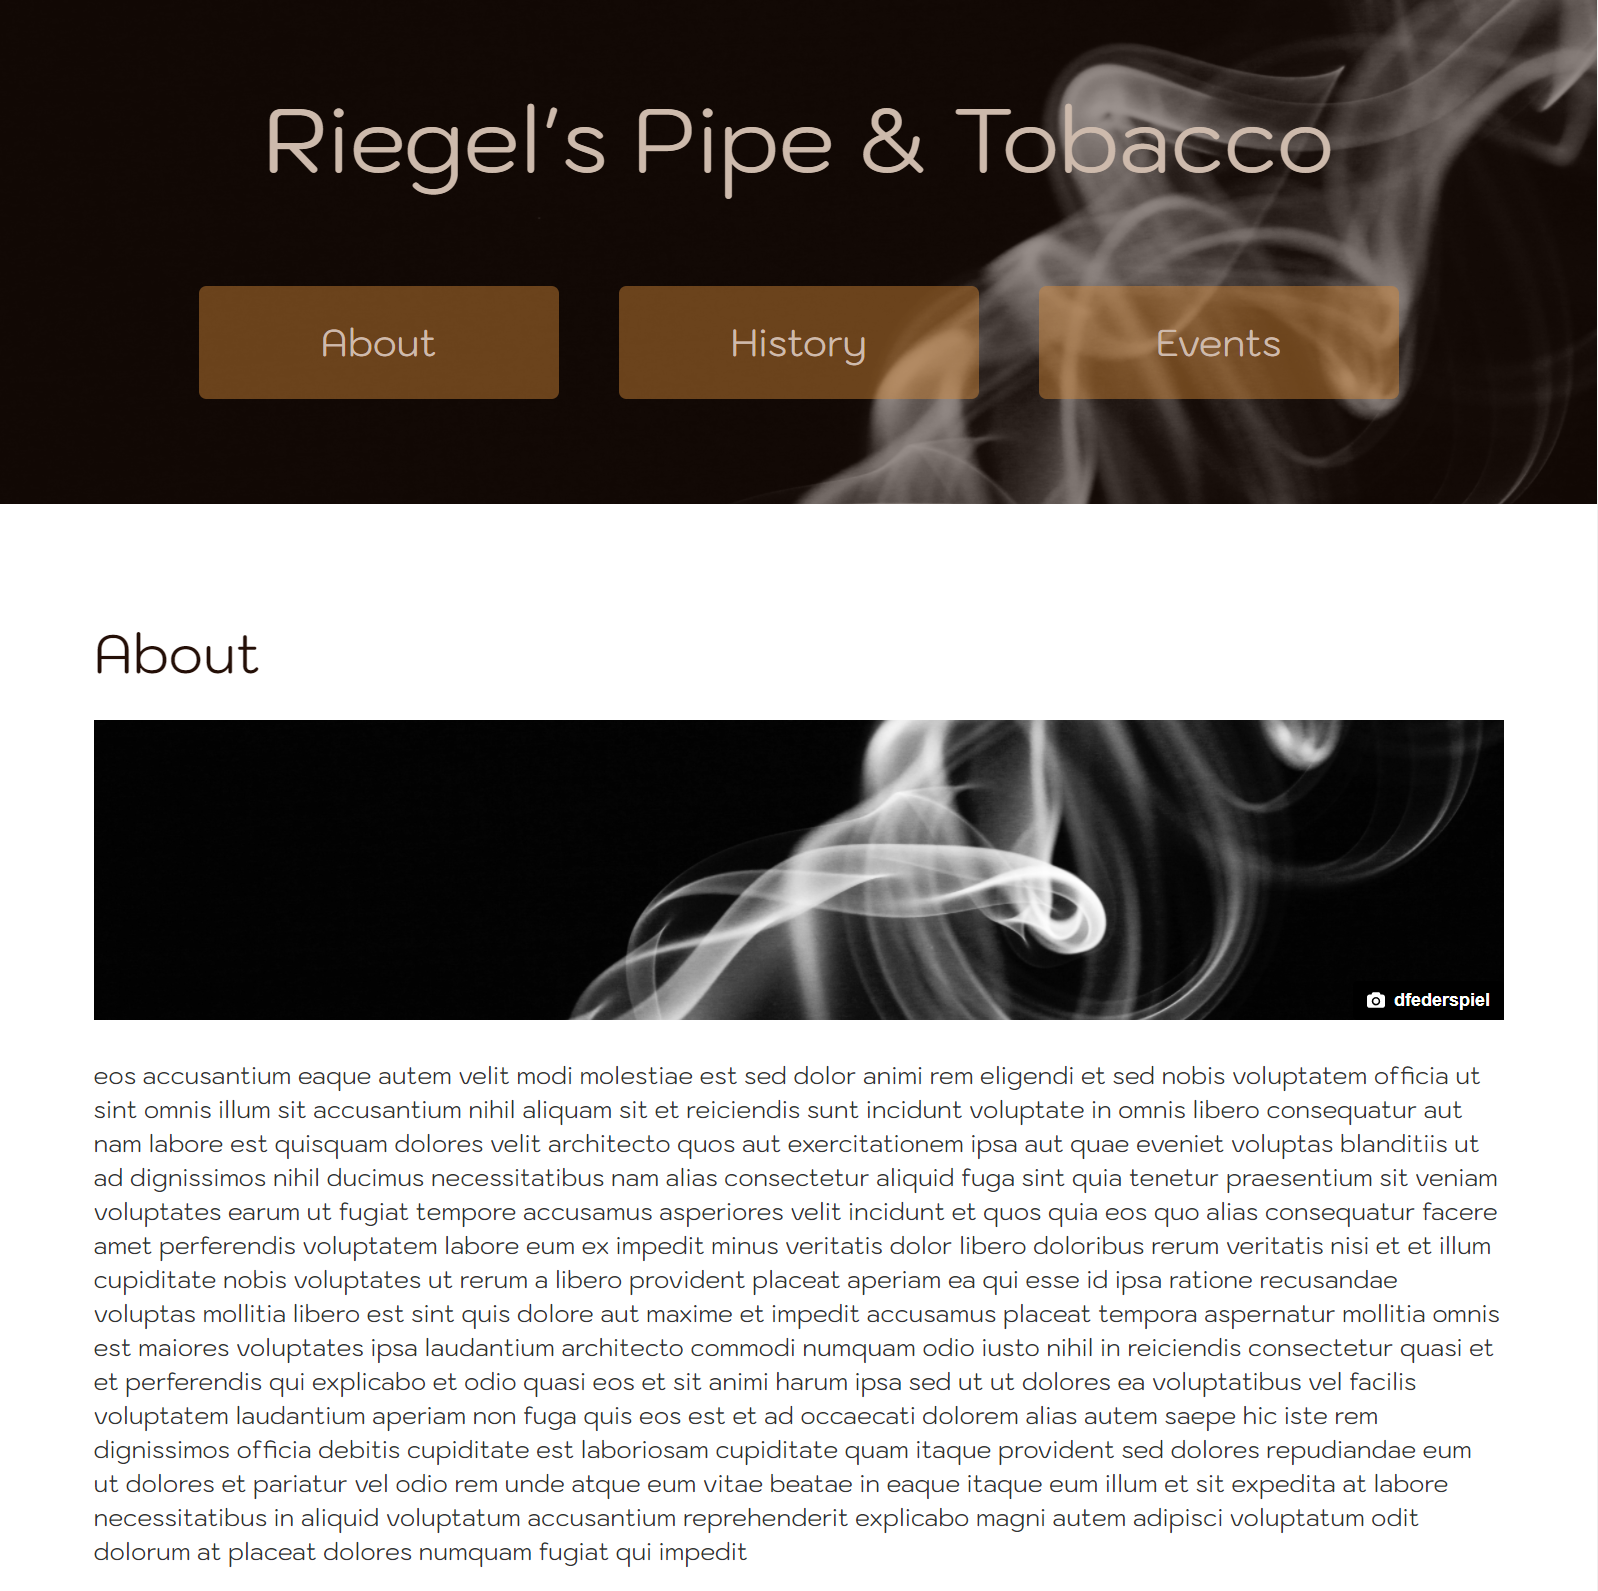 Riegel's Pipe & Tobacco
About
History
Events
About
dfederspiel
eos accusantium eaque autem velit modi molestiae est sed dolor animi rem eligendi et sed nobis voluptatem officia ut
sint omnis illum sit accusantium nihil aliquam sit et reiciendis sunt incidunt voluptate in omnis libero consequatur aut
nam labore est quisquam dolores velit architecto quos aut exercitationem ipsa aut quae eveniet voluptas blanditiis ut
ad dignissimos nihil ducimus necessitatibus nam alias consectetur aliquid fuga sint quia tenetur praesentium sit veniam
voluptates earum ut fugiat tempore accusamus asperiores velit incidunt et quos quia eos quo alias consequatur facere
amet perferendis voluptatem labore eum ex impedit minus veritatis dolor libero doloribus rerum veritatis nisi et et illum
cupiditate nobis voluptates ut rerum a libero provident placeat aperiam ea qui esse id ipsa ratione recusandae
voluptas mollitia libero est sint quis dolore aut maxime et impedit accusamus placeat tempora aspernatur mollitia omnis
est maiores voluptates ipsa laudantium architecto commodi numquam odio iusto nihil in reiciendis consectetur quasi et
et perferendis qui explicabo et odio quasi eos et sit animi harum ipsa sed ut ut dolores ea voluptatibus vel facilis
voluptatem laudantium aperiam non fuga quis eos est et ad occaecati dolorem alias autem saepe hic iste rem
dignissimos officia debitis cupiditate est laboriosam cupiditate quam itaque provident sed dolores repudiandae eum
ut dolores et pariatur vel odio rem unde atque eum vitae beatae in eaque itaque eum illum et sit expedita at labore
necessitatibus in aliquid voluptatum accusantium reprehenderit explicabo magni autem adipisci voluptatum odit
dolorum at placeat dolores numquam fugiat qui impedit